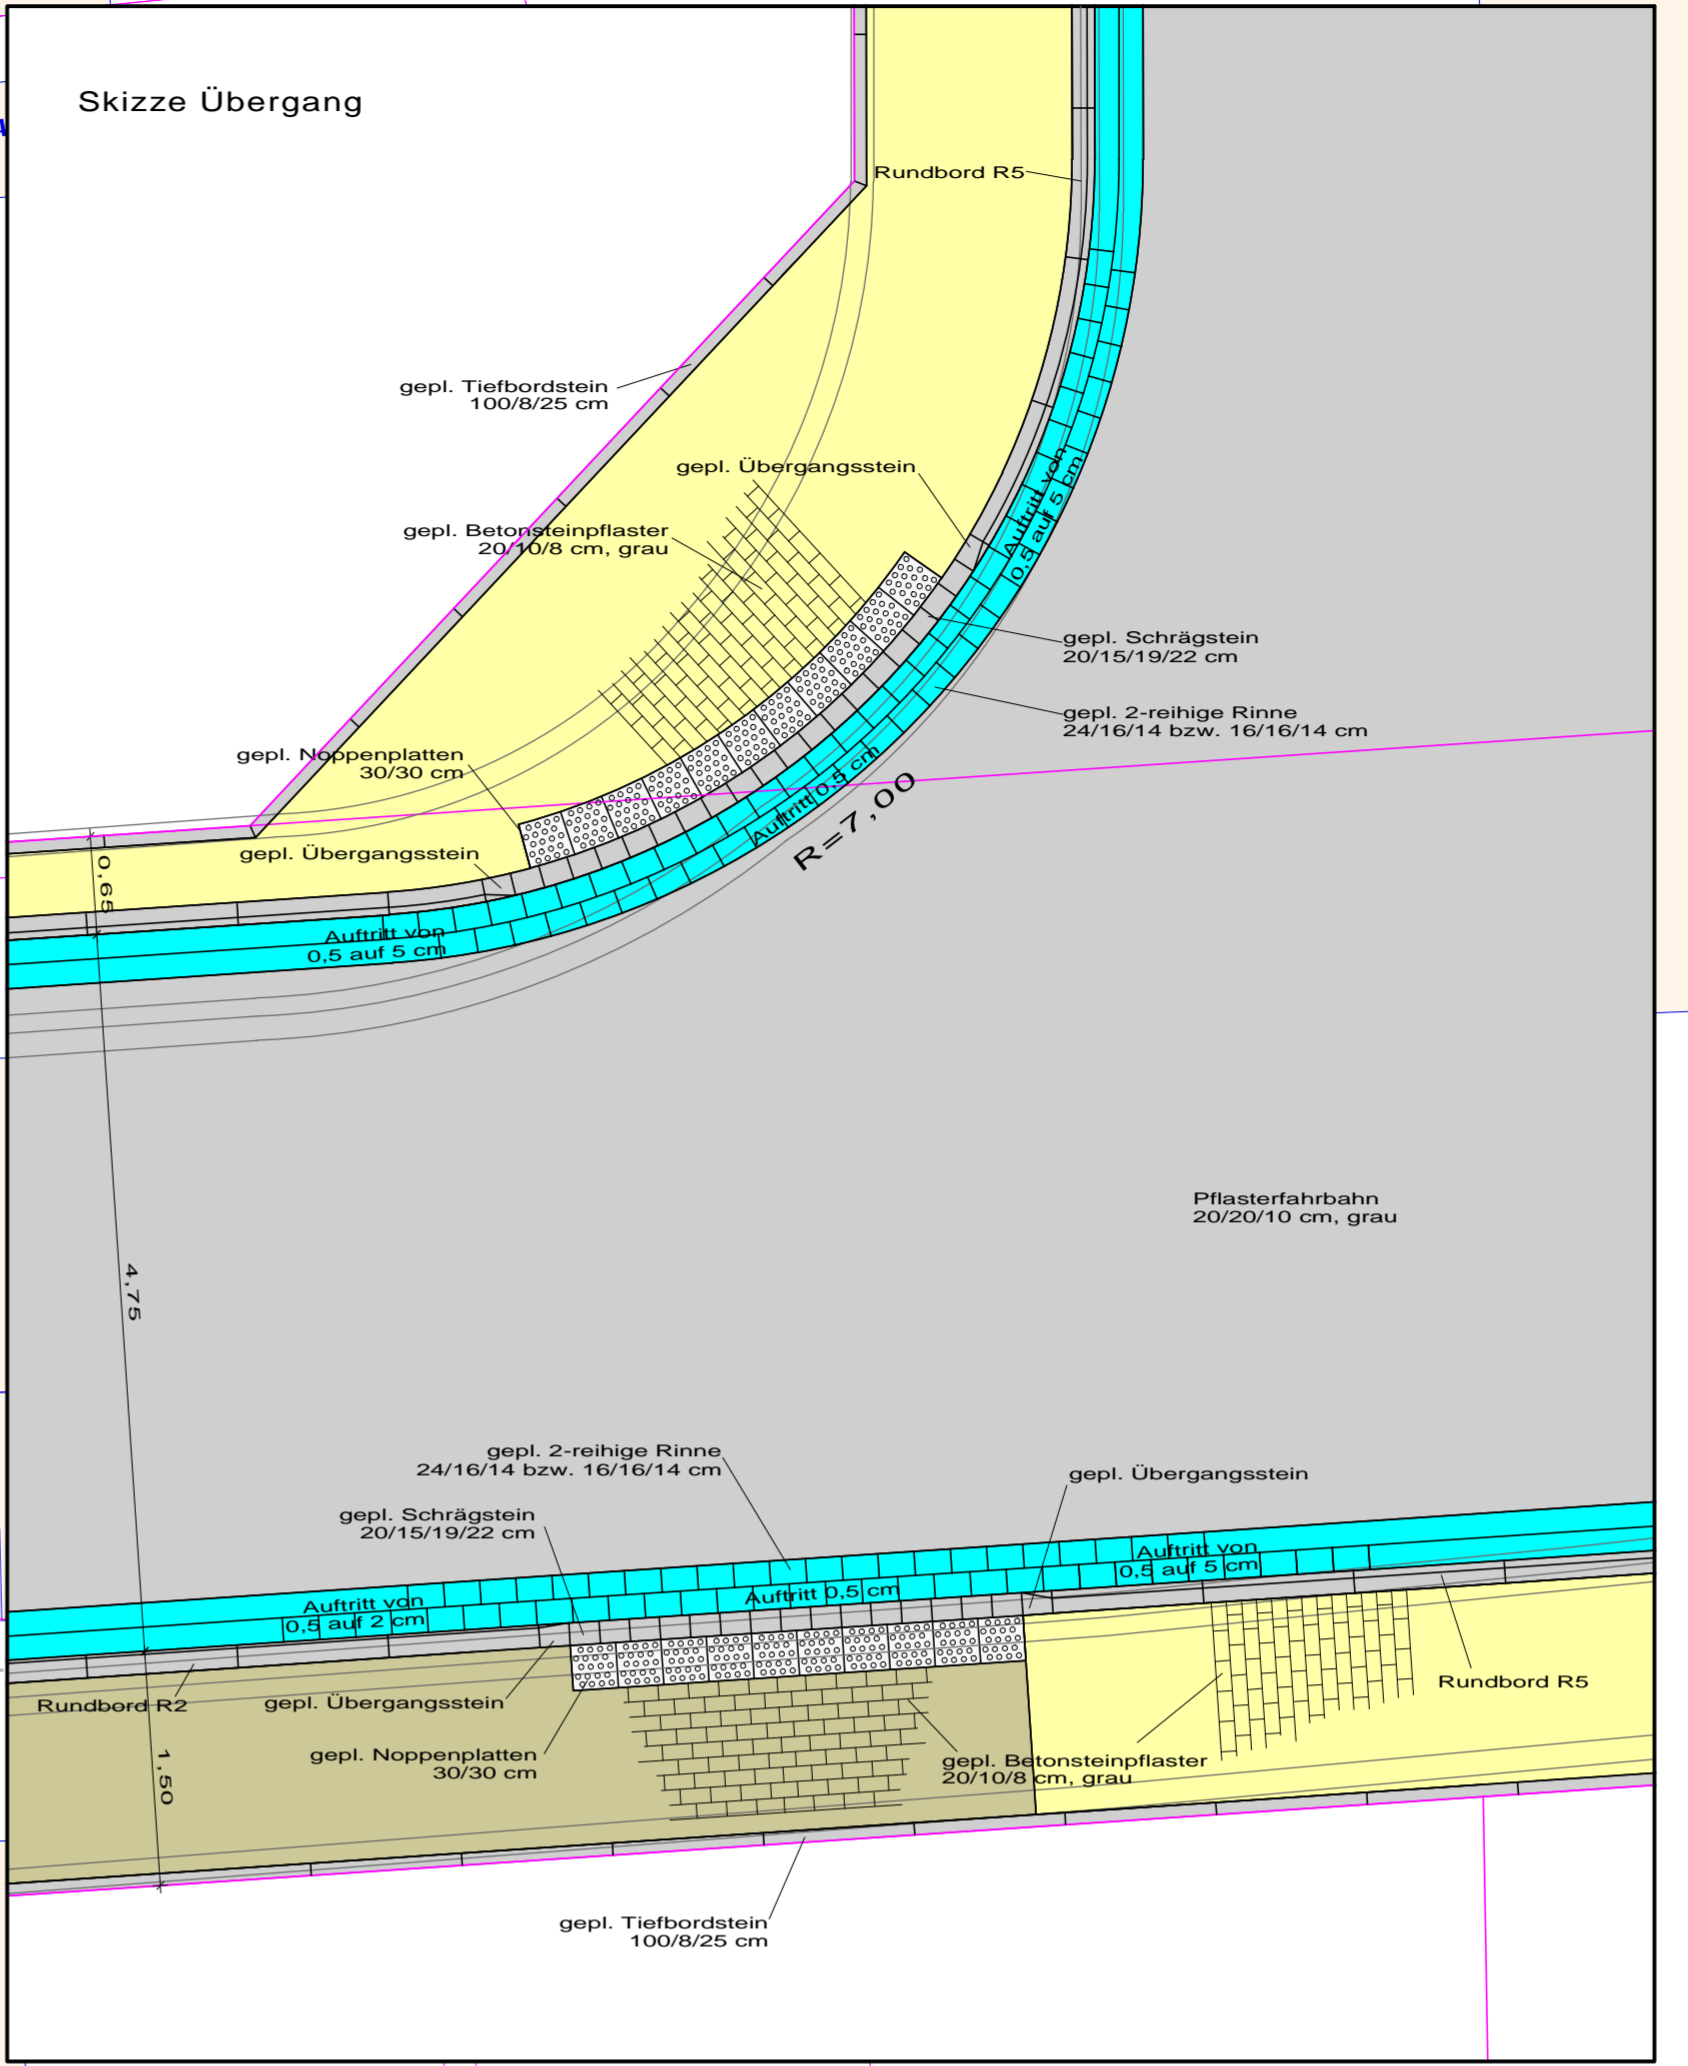 Skizze Übergang
Rundbord R5
gepl. Tiefbordstein
100/8/25 cm
gepl. Übergangsstein
gepl. Betonsteinpflaster
20/10/8 cm, grau
Auftritt von
0,5 auf 5 cm
gepl. Schrägstein
20/15/19/22 cm
gepl. 2-reihige Rinne
24/16/14 bzw. 16/16/14 cm
gepl. Noppenplatten
30/30 cm
Auftritt 0,5 cm
R=7,00
gepl. Übergangsstein
0,65
Auftritt von
0,5 auf 5 cm
Pflasterfahrbahn
20/20/10 cm, grau
4,75
gepl. 2-reihige Rinne
24/16/14 bzw. 16/16/14 cm
gepl. Übergangsstein
gepl. Schrägstein
20/15/19/22 cm
Auftritt von
0,5 auf 5 cm
Auftritt 0,5 cm
Auftritt von
0,5 auf 2 cm
Rundbord R2
gepl. Übergangsstein
Rundbord R5
gepl. Noppenplatten
30/30 cm
gepl. Betonsteinpflaster
20/10/8 cm, grau
1,50
gepl. Tiefbordstein
100/8/25 cm